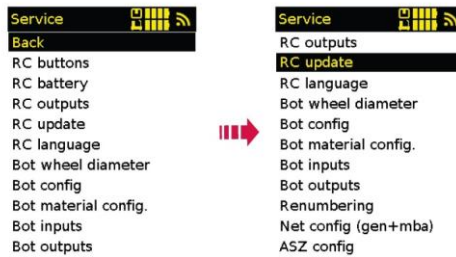 Service
Back
RC buttons
RC battery
RC outputs
RC update
RC language
Bot wheel diameter
Bot config
Bot material config.
Bot inputs
Bot outputs
Service
RC outputs
RC update
RC language
Bot wheel diameter
Bot config
Bot material config.
Bot inputs
Bot outputs
Renumbering
Net config (gen+mba)
ASZ config